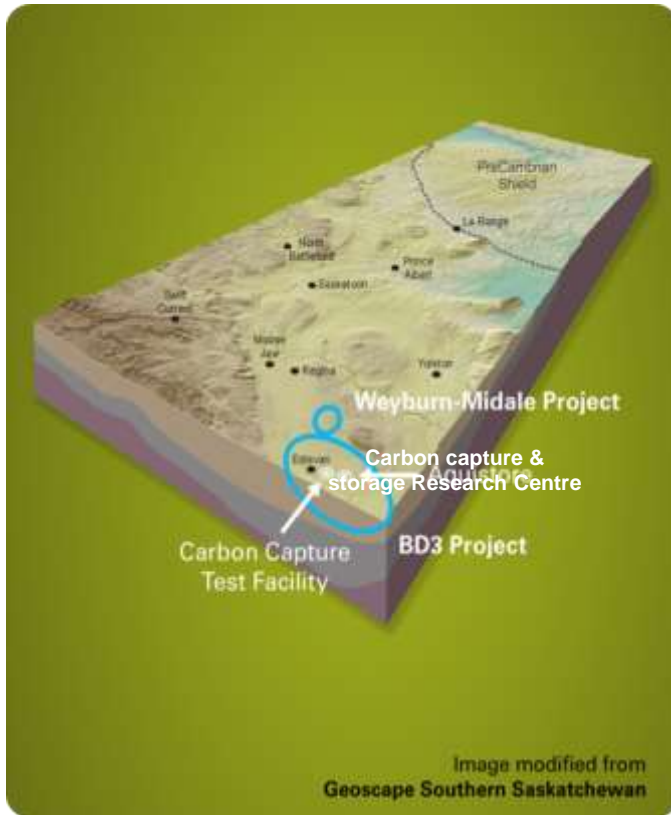 PreCambrian
Shield
La Ronge
North
Battleford
Prince
Albert
Saskatoon
Swift
Current
Moose
Jaw
Regina
Yorkton
Weyburn-Midale Project
Estevan
Carbon capture &
storage Research Centre
Aquistore
BD3 Project
Carbon Capture
Test Facility
Image modified from
Geoscape Southern Saskatchewan